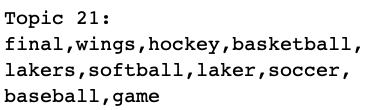 Topic 21:
final,wings,hockey,basketball,
lakers,softball,laker,soccer,
baseball,game